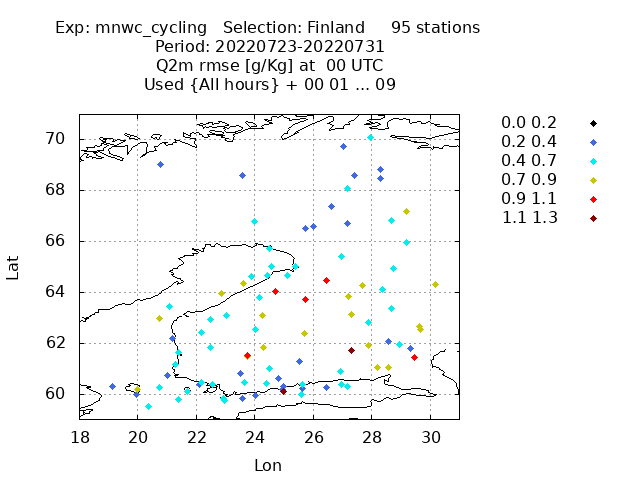 Exp: mnwc_cycling Selection: Finland 95 stations
Period: 20220723-20220731
Q2m rmse [g/Kg] at 00 UTC
Used {All hours} + 00 01 ... 09
0.0 0.2
0.2 0.4
0.4 0.7
0.7 0.9
0.9 1.1
1.1 1.3
70
68
66
64
62
60
Lat
18 20 22 24 26 28 30
Lon